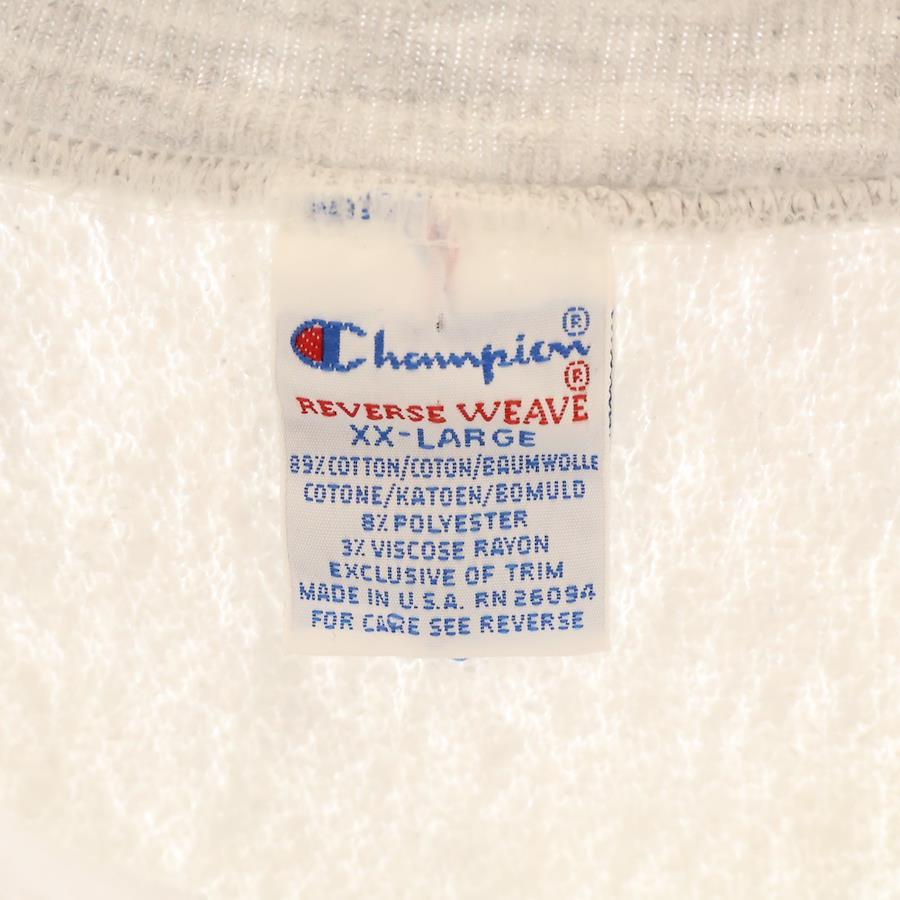 Champion®
®
REVERSE WEAVE
XX-LARGE
89% COTTON/COTON/BAUMWOLLE
COTONE/KATOEN/BOMULD
8% POLYESTER
3% VISCOSE RAYON
EXCLUSIVE OF TRIM
MADE IN U.S.A. RN 26094
FOR CARE SEE REVERSE